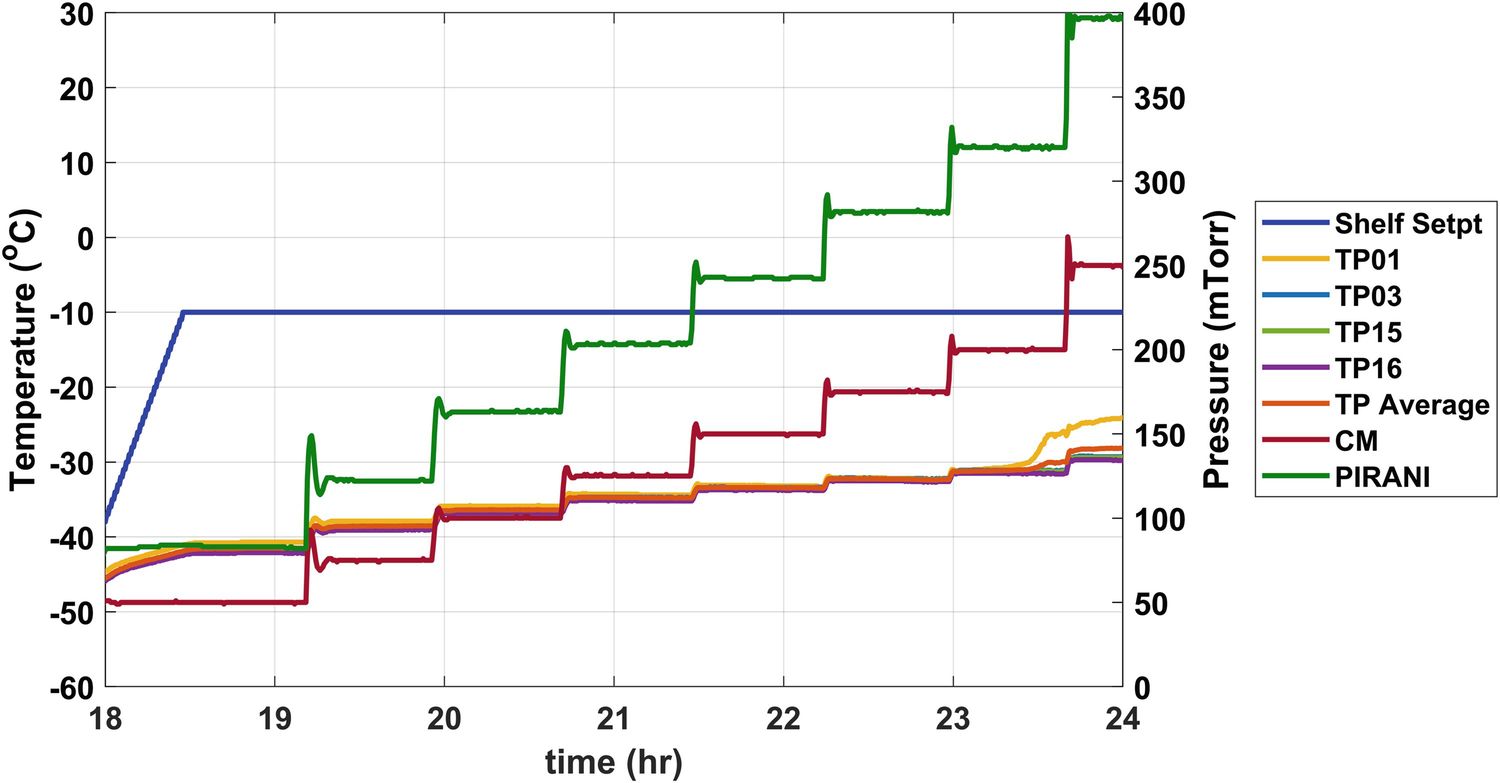 30
20
10
0
-10
-20
-30
-40
-50
-60
Temperature (oC)
400
350
300
250
200
150
100
50
0
Pressure (mTorr)
18 19 20 21 22 23 24
time (hr)
Shelf Setpt
TP01
TP03
TP15
TP16
TP Average
CM
PIRANI